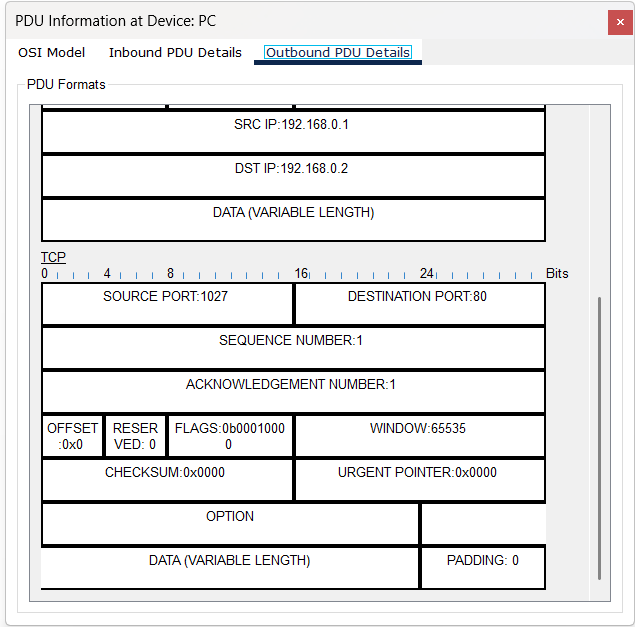 PDU Information at Device: PC
OSI Model Inbound PDU Details Outbound PDU Details
PDU Formats
SRC IP:192.168.0.1
DST IP:192.168.0.2
DATA (VARIABLE LENGTH)
TCP
0 4 8 16 24 Bits
SOURCE PORT:1027 DESTINATION PORT:80
SEQUENCE NUMBER:1
ACKNOWLEDGEMENT NUMBER:1
OFFSET RESER FLAGS:0b0001000 WINDOW:65535
:0x0 VED: 0 0
CHECKSUM:0x0000 URGENT POINTER:0x0000
OPTION
DATA (VARIABLE LENGTH) PADDING: 0